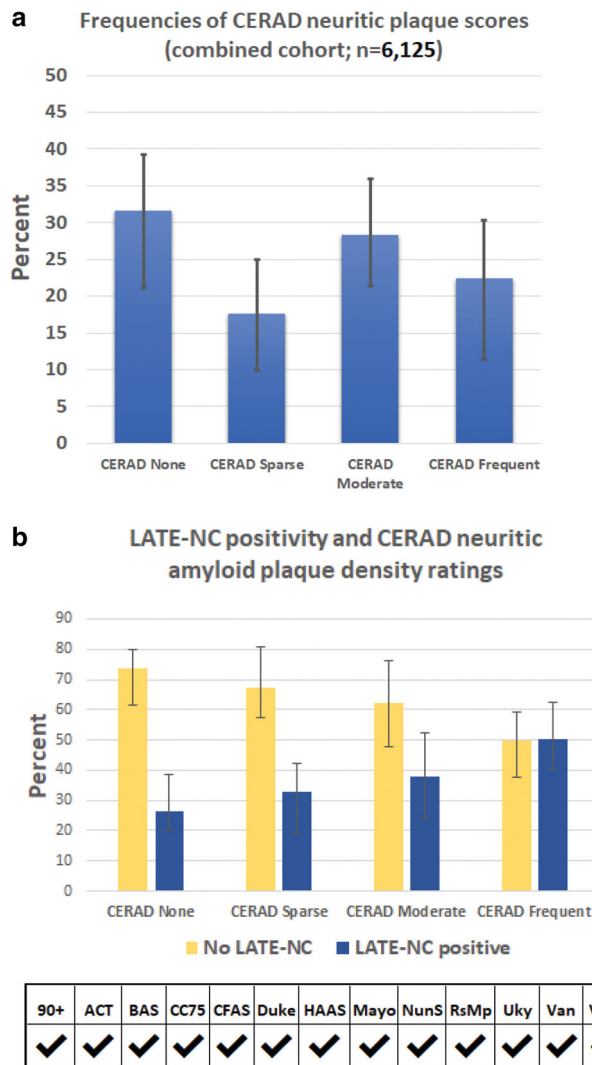 a
Frequencies of CERAD neuritic plaque scores
(combined cohort; n=6,125)
50
45
40
35
30
25
20
15
10
5
0
Percent
CERAD None CERAD Sparse CERAD Moderate CERAD Frequent
b
LATE-NC positivity and CERAD neuritic
amyloid plaque density ratings
90
80
70
60
50
40
30
20
10
0
Percent
CERAD None CERAD Sparse CERAD Moderate CERAD Frequent
No LATE-NC LATE-NC positive
90+ ACT BAS CC75 CFAS Duke HAAS Mayo NunS RsMp Uky Van